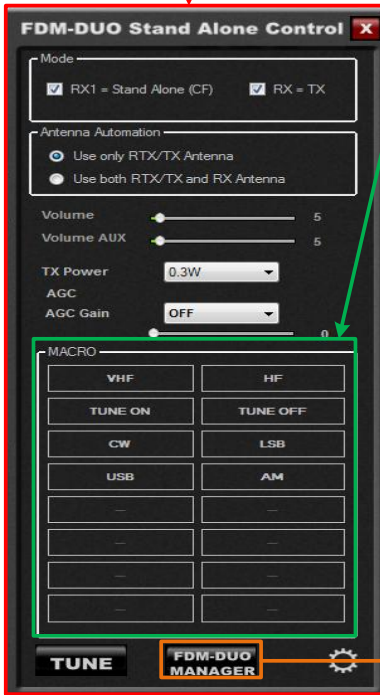 FDM-DUO Stand Alone Control X
Mode
RX1 = Stand Alone (CF) RX = TX
Antenna Automation
Use only RTX/TX Antenna
Use both RTX/TX and RX Antenna
Volume 5
Volume AUX 5
TX Power 0.3W
AGC
AGC Gain OFF
0
MACRO
VHF HF
TUNE ON TUNE OFF
CW LSB
USB AM
--- ---
--- ---
--- ---
--- ---
TUNE FDM-DUO
MANAGER